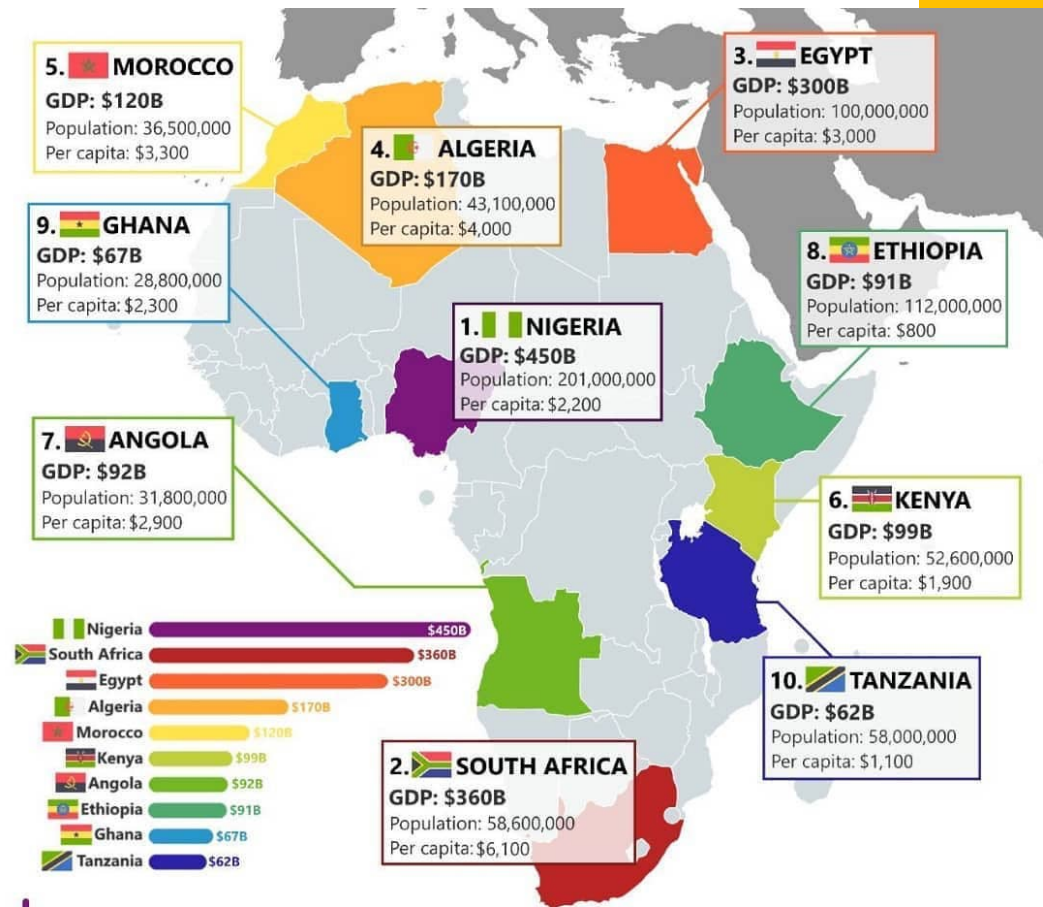 5. MOROCCO
GDP: $120B
Population: 36,500,000
Per capita: $3,300
3. EGYPT
GDP: $300B
Population: 100,000,000
Per capita: $3,000
4. ALGERIA
GDP: $170B
Population: 43,100,000
Per capita: $4,000
9. GHANA
GDP: $67B
Population: 28,800,000
Per capita: $2,300
8. ETHIOPIA
GDP: $91B
Population: 112,000,000
Per capita: $800
1. NIGERIA
GDP: $450B
Population: 201,000,000
Per capita: $2,200
7. ANGOLA
GDP: $92B
Population: 31,800,000
Per capita: $2,900
6. KENYA
GDP: $99B
Population: 52,600,000
Per capita: $1,900
10. TANZANIA
GDP: $62B
Population: 58,000,000
Per capita: $1,100
2. SOUTH AFRICA
GDP: $360B
Population: 58,600,000
Per capita: $6,100
Nigeria $450B
South Africa $360B
Egypt $300B
Algeria $170B
Morocco $120B
Kenya $99B
Angola $92B
Ethiopia $91B
Ghana $67B
Tanzania $62B